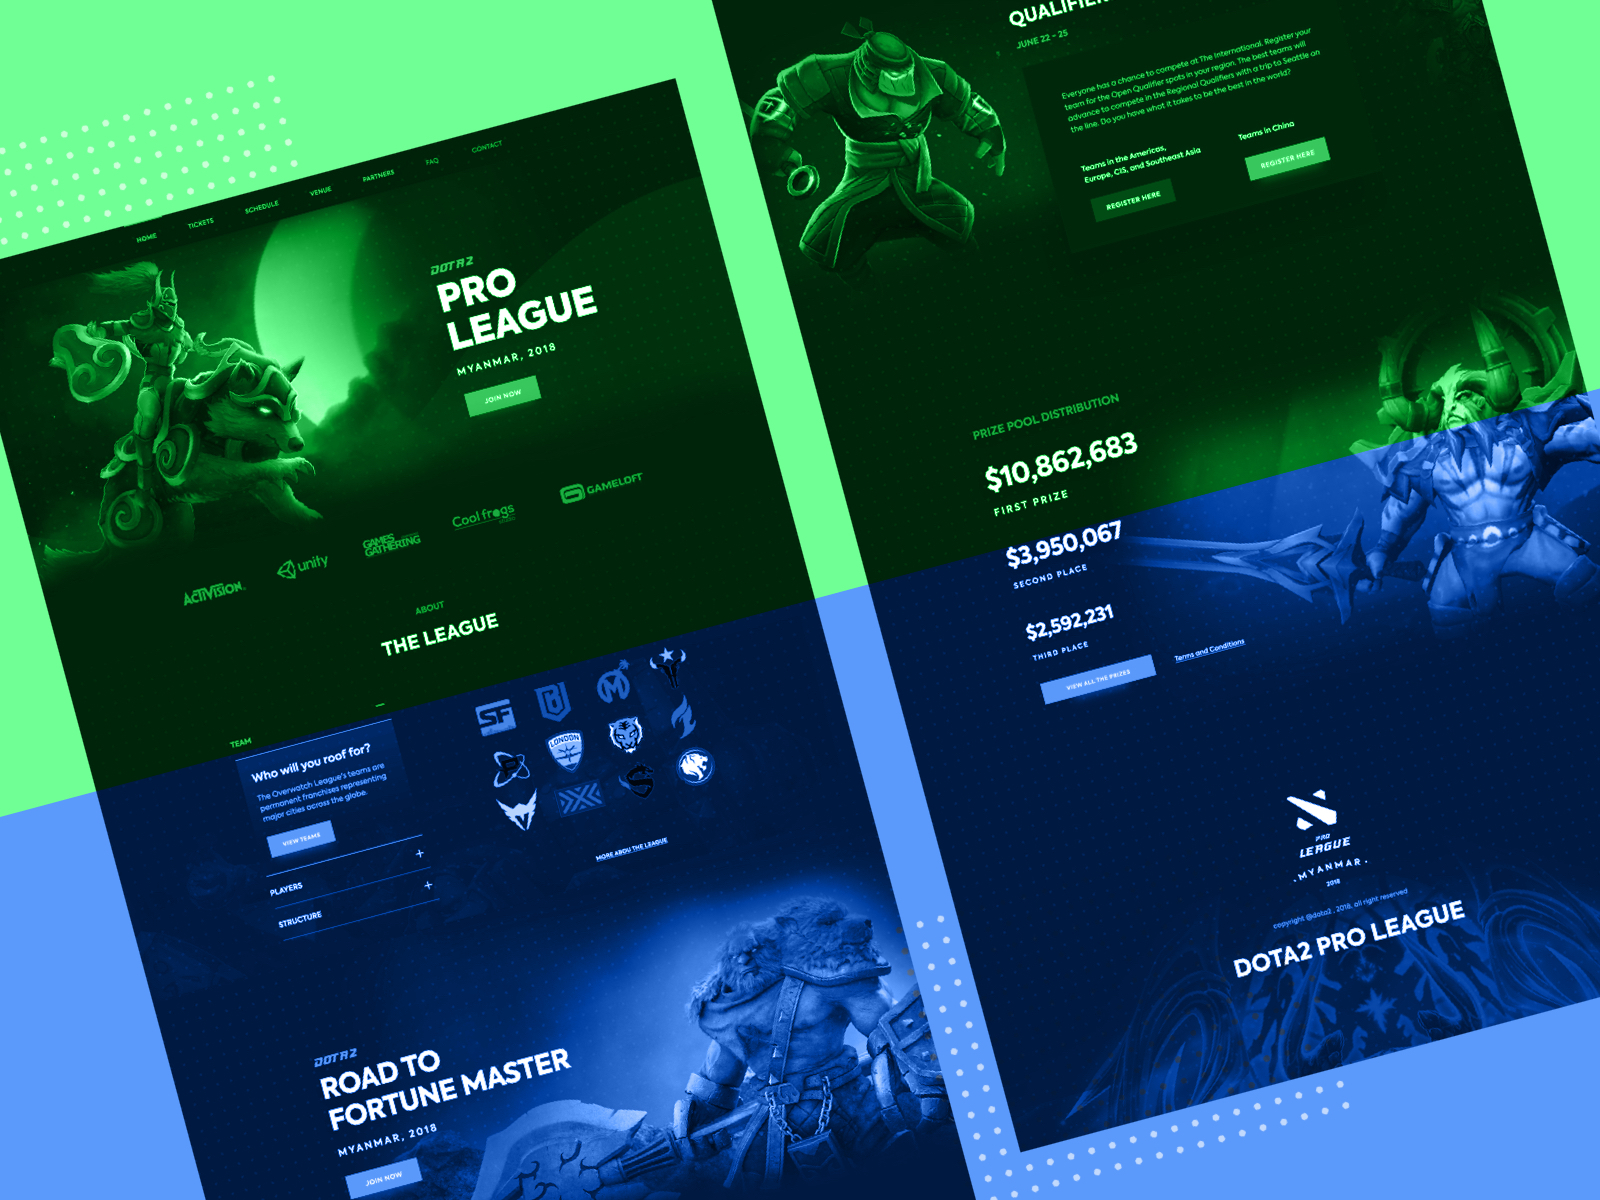 HOME
TICKETS
SCHEDULE
VENUE
PARTNERS
FAQ
CONTACT
DOTA2
PRO
LEAGUE
MYANMAR, 2018
JOIN NOW
ACTIVISION
unity
GAMES
GATHERING
Cool frogs
GAMELOFT
ABOUT
THE LEAGUE
TEAM
Who will you roof for?
The Overwatch League's teams are
permanent franchises representing
major cities across the globe.
VIEW TEAMS
PLAYERS
STRUCTURE
SF
LONDON
MORE ABOU THE LEAGUE
DOTA2
ROAD TO
FORTUNE MASTER
MYANMAR, 2018
JOIN NOW
QUALIFIER
JUNE 22 - 25
Everyone has a chance to compete at The International. Register your
team for the Open Qualifier spots in your region. The best teams will
advance to compete in the Regional Qualifiers with a trip to Seattle on
the line. Do you have what it takes to be the best in the world?
Teams in the Americas,
Europe, CIS, and Southeast Asia
REGISTER HERE
Teams in China
REGISTER HERE
PRIZE POOL DISTRIBUTION
$10,862,683
FIRST PRIZE
$3,950,067
SECOND PLACE
$2,592,231
THIRD PLACE
VIEW ALL THE PRIZES
Terms and Conditions
PRO
LEAGUE
.MYANMAR.
2018
copyright @dota2 . 2018, all right reserved
DOTA2 PRO LEAGUE